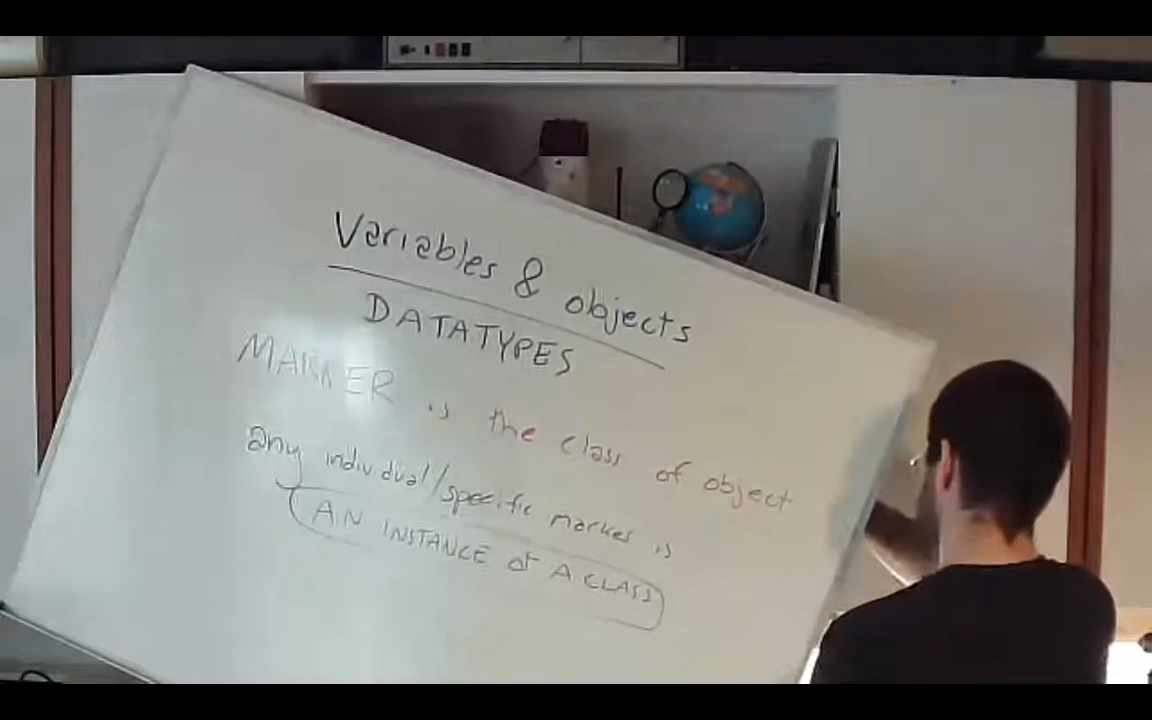 Variables & objects
DATATYPES
MARKER is the class of object
any individual/specific marker is
AN INSTANCE of A CLASS